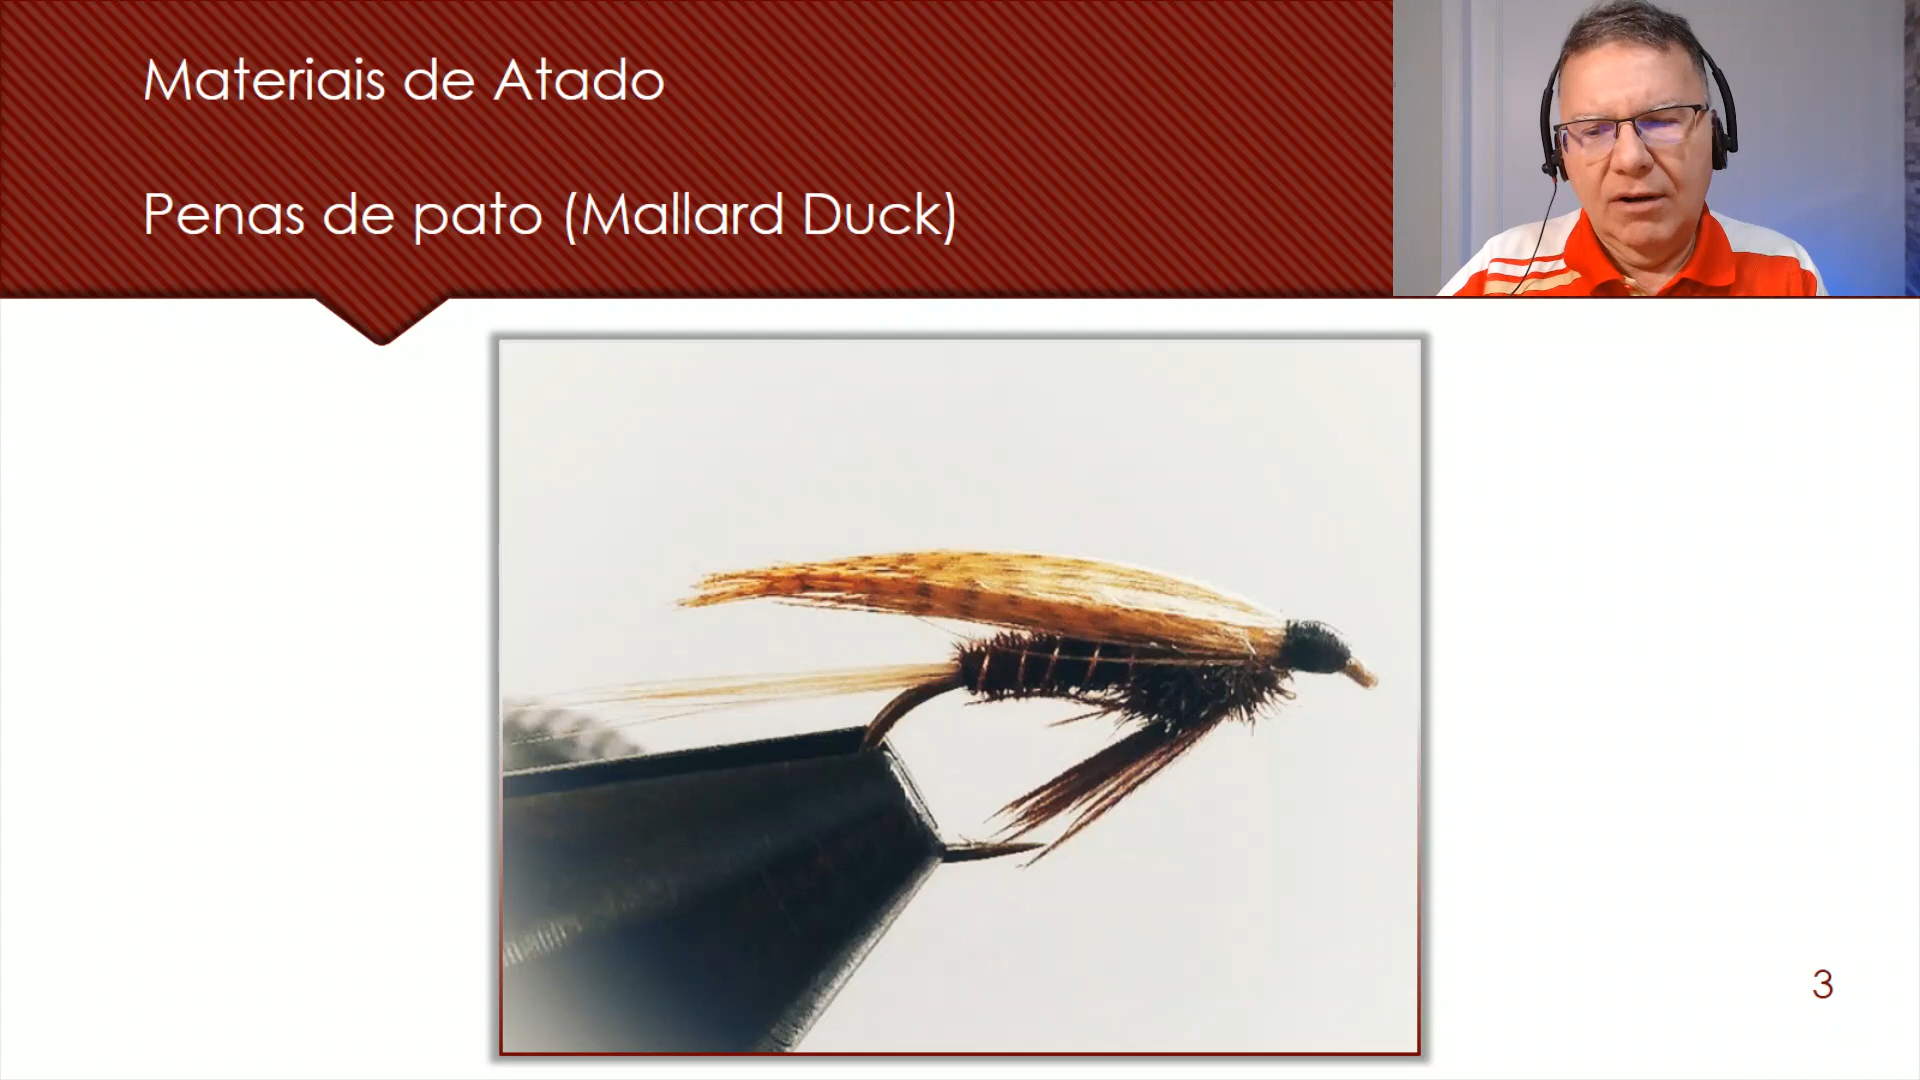 Materiais de Atado
Penas de pato (Mallard Duck)
3